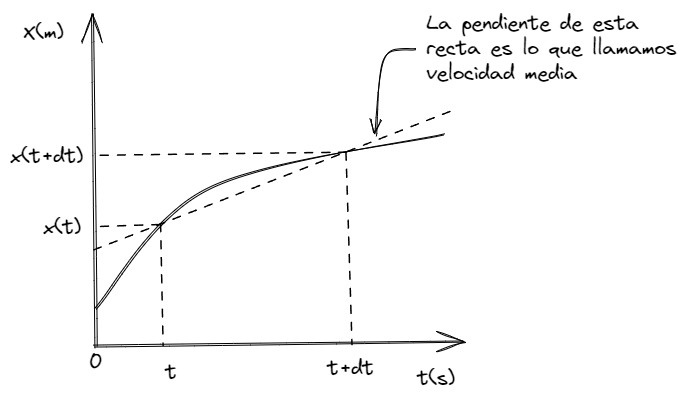 x(m)
La pendiente de esta
recta es lo que llamamos
velocidad media
x(t+dt)
x(t)
0
t
t+dt
t(s)